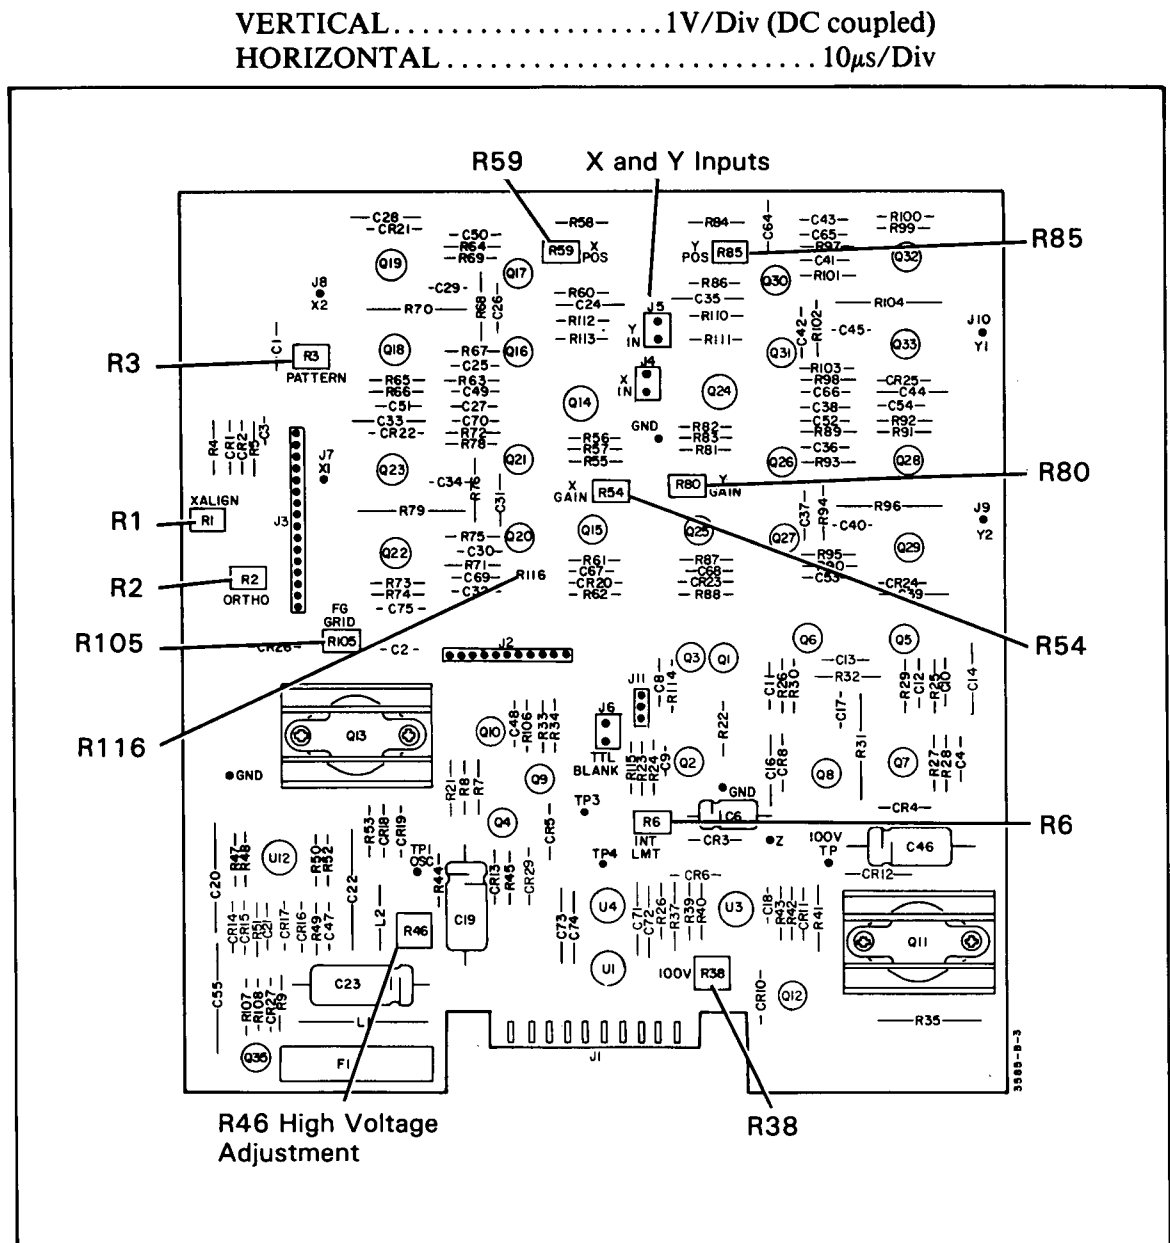 VERTICAL.....................1V/Div (DC coupled)
HORIZONTAL...........................10µs/Div
R59 X and Y Inputs
R85
R3
R80
R1
R2
R105
R54
R116
R6
R46 High Voltage
Adjustment
R38
C28 R58 R84 C64 C43 R100
CR21 C50 C65 R99
R64 R59 X POS Y POS R85 R97 Q32
Q19 R69 Q17 C41
J8 X2 C29 R68 C26 R60 R86 Q30 R101
R70 C24 C35 J5 R104 J10 Y1
R112 R110 C42 R102 C45
C1 R113 Y IN R111
R3 PATTERN Q18 R67 Q16 J4 Q31 Q33
C25 X IN R103
R65 R63 Q24 R98 CR25
R66 C49 C66 C44
C51 C27 Q14 C38 C54
C33 C70 GND R82 C52 R92
CR22 R72 R56 R83 R89 R91
R4 CR1 CR2 R5 C3 R78 R57 R81 C36
J7 X1 Q23 Q21 R55 Q26 R93 Q28
C34 R76 C31 X GAIN R54 R80 Y GAIN
XALIGN R1 J3 R79 C37 R94 R96 J9 Y2
R75 Q20 Q15 Q25 Q27 C40
Q22 C30 R61 R87 R95 Q29
R2 ORTHO R71 R116 C67 C68 R90
R73 C69 CR20 CR23 C53 CR24
R74 C32 R62 R88 C39
FG GRID C75
R105 CR26 C2 J2 Q3 Q1 Q6 Q5
C13
J11 C8 R114 C11 R26 R30 R32 R29 C12 R25 C10 C14
Q13 Q10 C48 R106 R33 R34 J6 R22 C17 R31
TTL BLANK R115 R23 R24 C9 Q2 C16 CR8 Q8 Q7 R27 R28 C4
GND R21 R8 R7 Q9 GND
TP3 CR4
R53 CR18 CR19 Q4 CR5 R6 INT LMT C6 CR3 Z 100V TP C46
R47 R48 U12 R50 R52 TP1 OSC R44 TP4 CR12
C20 C22 CR13 R45 CR29 CR6
CR14 CR15 R51 C21 CR17 CR16 R49 C47 L2 R46 C19 C73 C74 U4 C71 C72 R26 R37 R39 R40 U3 C18 R43 R42 CR11 R41 Q11
C55 C23 U1 100V R38 CR10 Q12
R107 R108 CR27 R9
L1 R35
Q35 F1 J1
3585-B-3